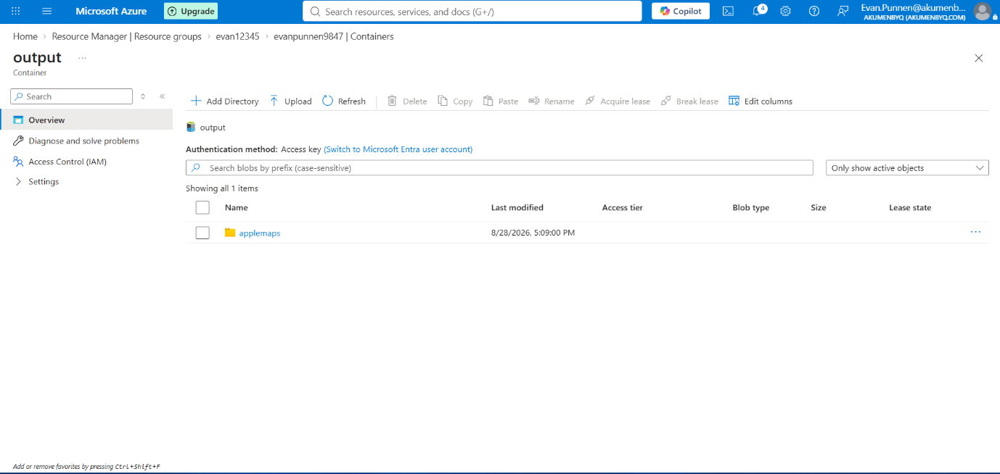 Microsoft Azure
Upgrade
Search resources, services, and docs (G+/)
Copilot
4
Evan.Punnen@akumenb...
AKUMENBYQ (AKUMENBYQ.COM)
Home > Resource Manager | Resource groups > evan12345 > evanpunnen9847 | Containers
output ...
Container
Search
Add Directory Upload Refresh Delete Copy Paste Rename Acquire lease Break lease Edit columns
Overview
Diagnose and solve problems
Access Control (IAM)
Settings
output
Authentication method: Access key (Switch to Microsoft Entra user account)
Search blobs by prefix (case-sensitive)
Only show active objects
Showing all 1 items
Name Last modified Access tier Blob type Size Lease state
applemaps 8/28/2026, 5:09:00 PM ...
Add or remove favorites by pressing Ctrl+Shift+F